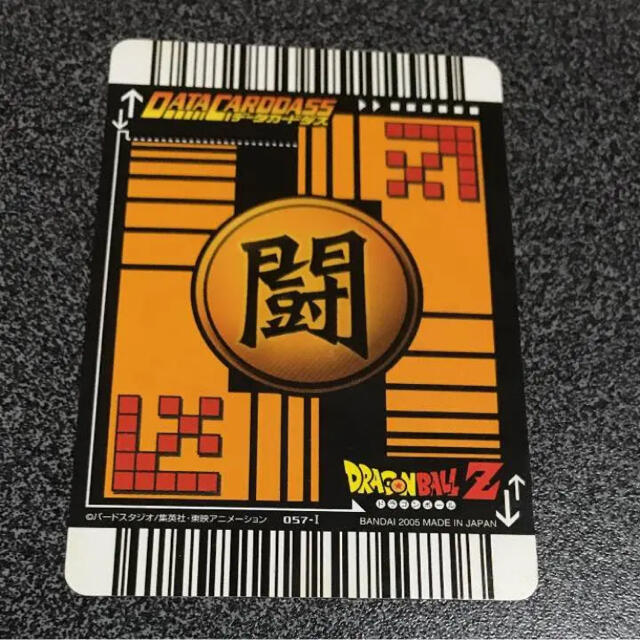 DATA CARDDASS
データカードダス
闘
DRAGON BALL Z
ドラゴンボール
©バードスタジオ/集英社・東映アニメーション 057-I
BANDAI 2005 MADE IN JAPAN